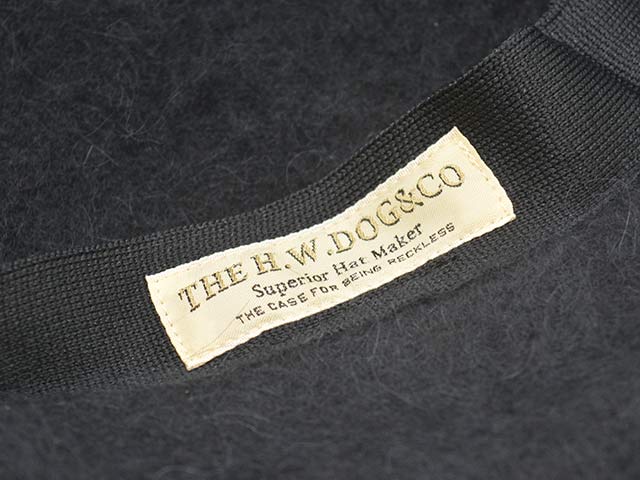 THE H.W.DOG&CO
Superior Hat Maker
THE CASE FOR BEING RECKLESS